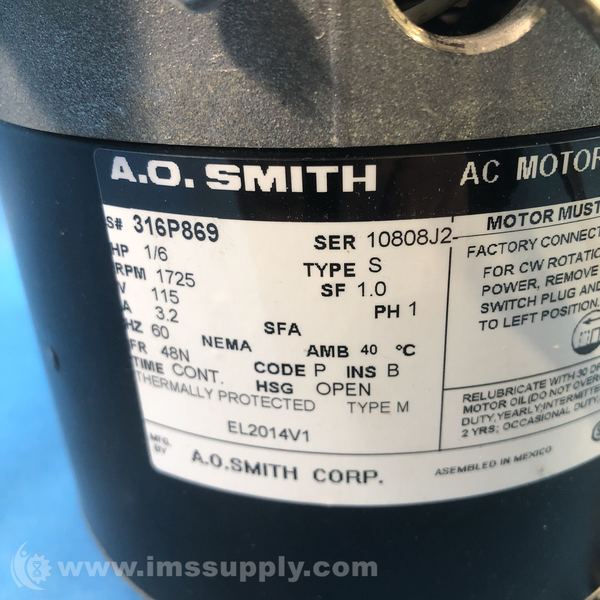 A.O. SMITH
AC MOTOR
S# 316P869
SER 10808J2
HP 1/6
TYPE S
RPM 1725
SF 1.0
V 115
PH 1
A 3.2
HZ 60
SFA
FR 48N
NEMA
AMB 40 °C
TIME CONT.
CODE P INS B
HSG OPEN
THERMALLY PROTECTED TYPE M
EL2014V1
MFG. BY
A.O.SMITH CORP.
ASEMBLED IN MEXICO
MOTOR MUST
FACTORY CONNECT
FOR CW ROTATIO
POWER, REMOVE
SWITCH PLUG AND
TO LEFT POSITION.
RELUBRICATE WITH 30 DR
MOTOR OIL(DO NOT OVER
DUTY,YEARLY;INTERMITTE
2 YRS; OCCASIONAL DUTY,
www.imssupply.com